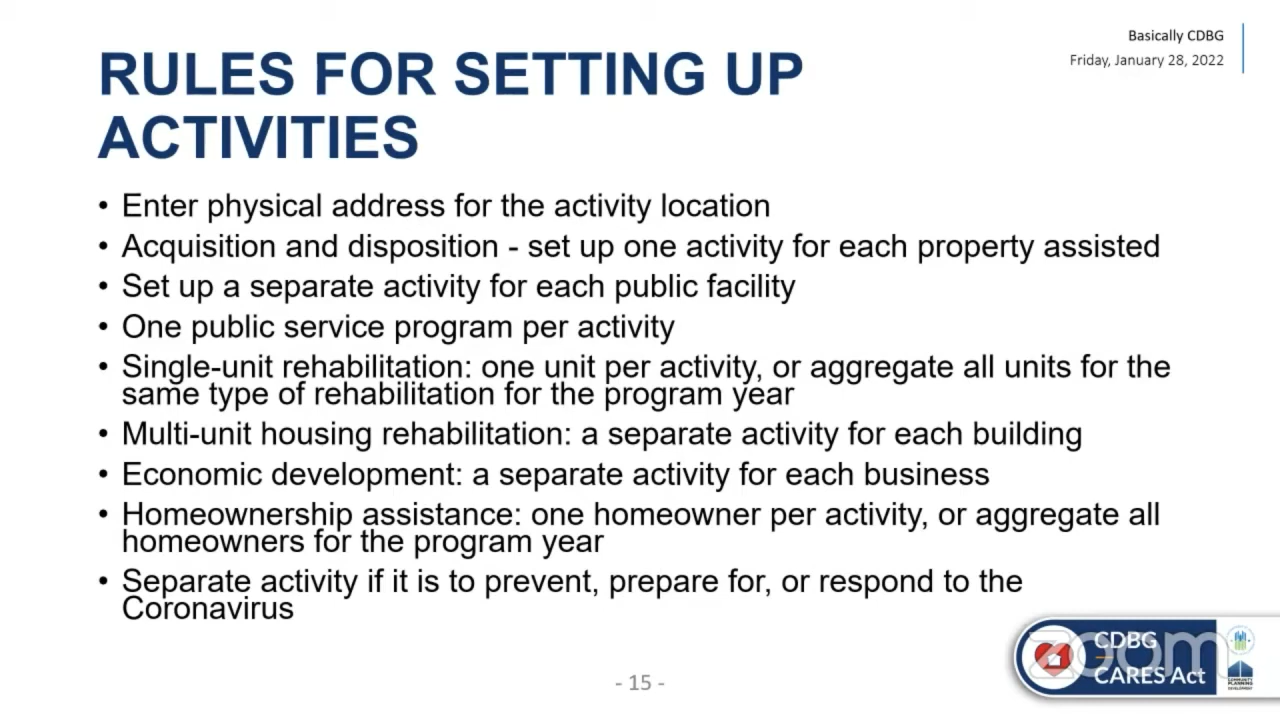 Basically CDBG
Friday, January 28, 2022
RULES FOR SETTING UP
ACTIVITIES
• Enter physical address for the activity location
• Acquisition and disposition - set up one activity for each property assisted
• Set up a separate activity for each public facility
• One public service program per activity
• Single-unit rehabilitation: one unit per activity, or aggregate all units for the
same type of rehabilitation for the program year
• Multi-unit housing rehabilitation: a separate activity for each building
• Economic development: a separate activity for each business
• Homeownership assistance: one homeowner per activity, or aggregate all
homeowners for the program year
• Separate activity if it is to prevent, prepare for, or respond to the
Coronavirus
CDBG
zoom
CARES Act
COMMUNITY
PLANNING
DEVELOPMENT
- 15 -